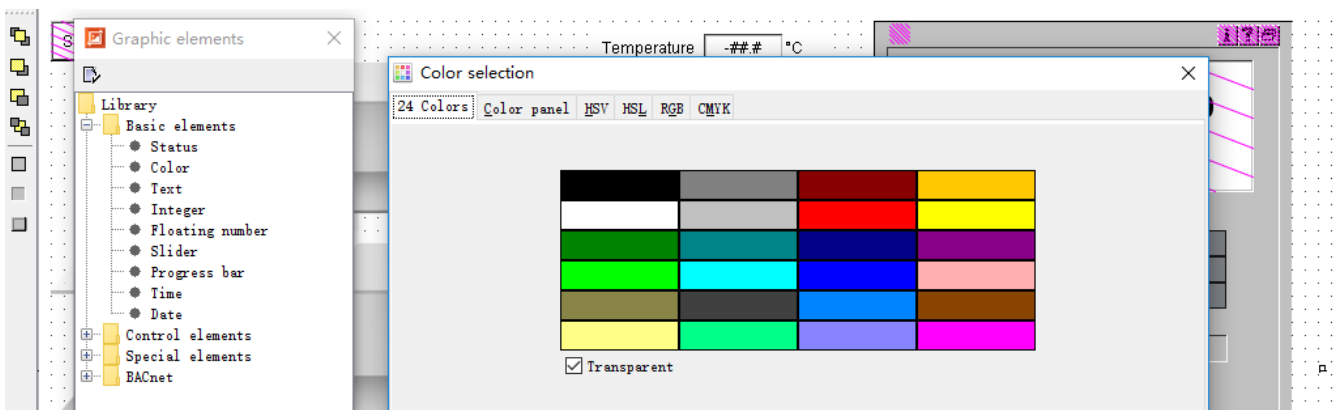 S
Graphic elements
Temperature -##.# °C
Color selection
24 Colors Color panel HSV HSL RGB CMYK
Library
Basic elements
Status
Color
Text
Integer
Floating number
Slider
Progress bar
Time
Date
Control elements
Special elements
BACnet
Transparent